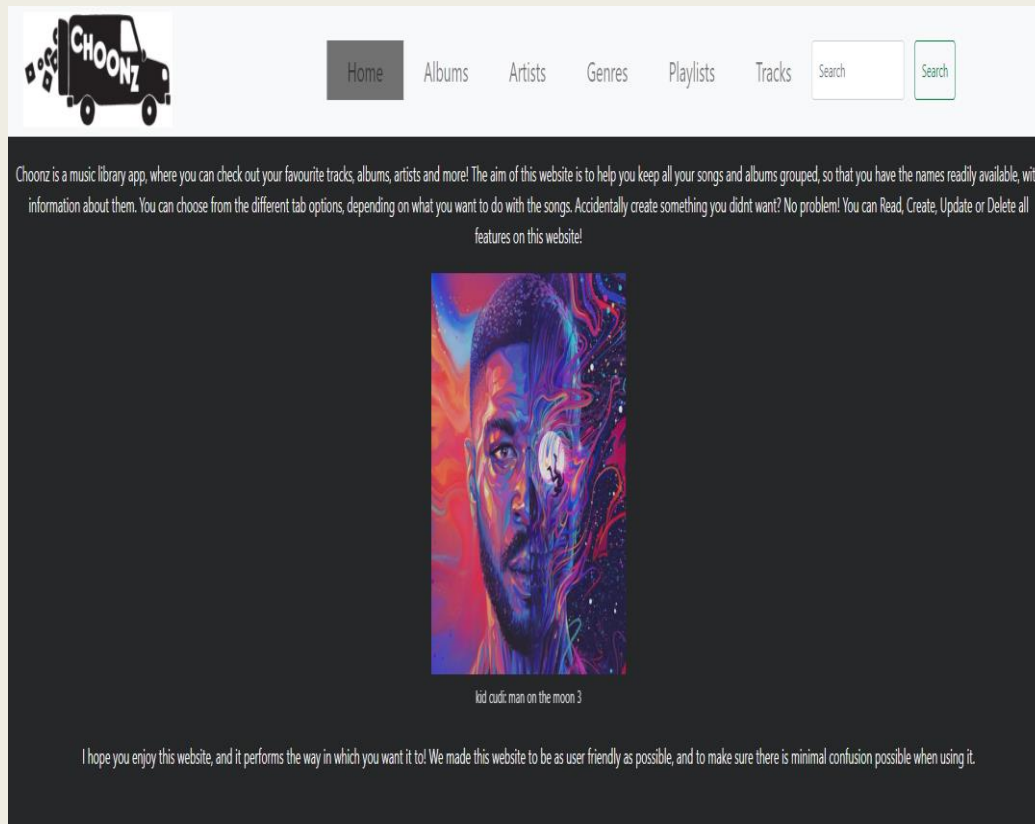 CHOONZ
Home Albums Artists Genres Playlists Tracks Search Search
Choonz is a music library app, where you can check out your favourite tracks, albums, artists and more! The aim of this website is to help you keep all your songs and albums grouped, so that you have the names readily available, wit
information about them. You can choose from the different tab options, depending on what you want to do with the songs. Accidentally create something you didnt want? No problem! You can Read, Create, Update or Delete all
features on this website!
kid cudi: man on the moon 3
I hope you enjoy this website, and it performs the way in which you want it to! We made this website to be as user friendly as possible, and to make sure there is minimal confusion possible when using it.